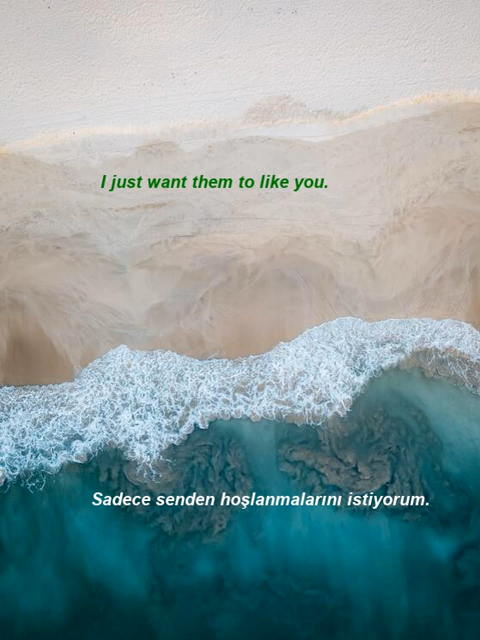 I just want them to like you.
Sadece senden hoşlanmalarını istiyorum.